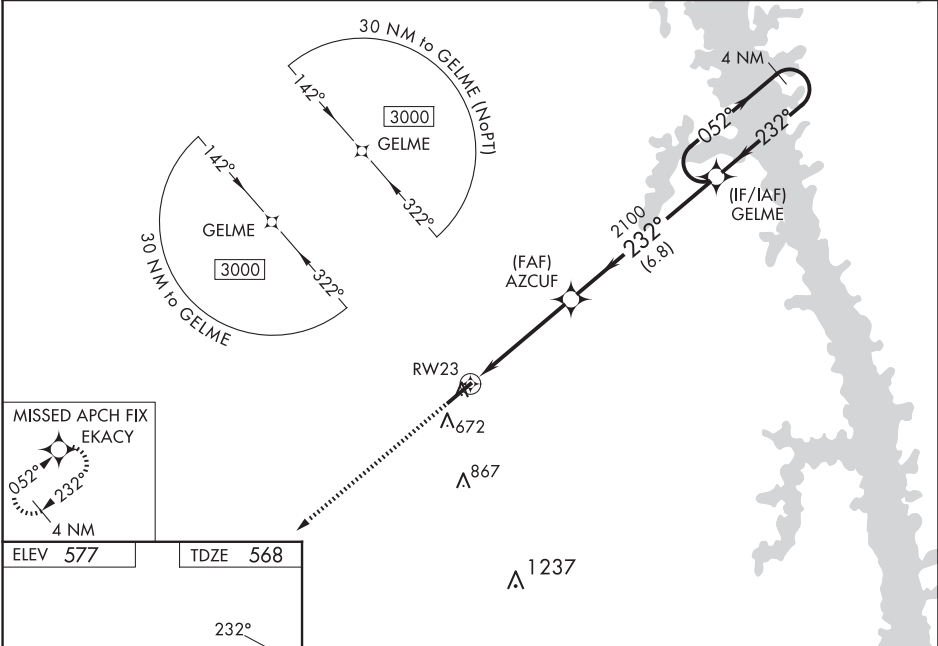 30 NM to GELME (NoPT)
142°
3000
GELME
322°
142°
GELME
3000
322°
30 NM to GELME
4 NM
052°
232°
(IF/IAF)
GELME
2100
232°
(6.8)
(FAF)
AZCUF
RW23
672
867
1237
MISSED APCH FIX
EKACY
052°
232°
4 NM
ELEV 577
TDZE 568
232°